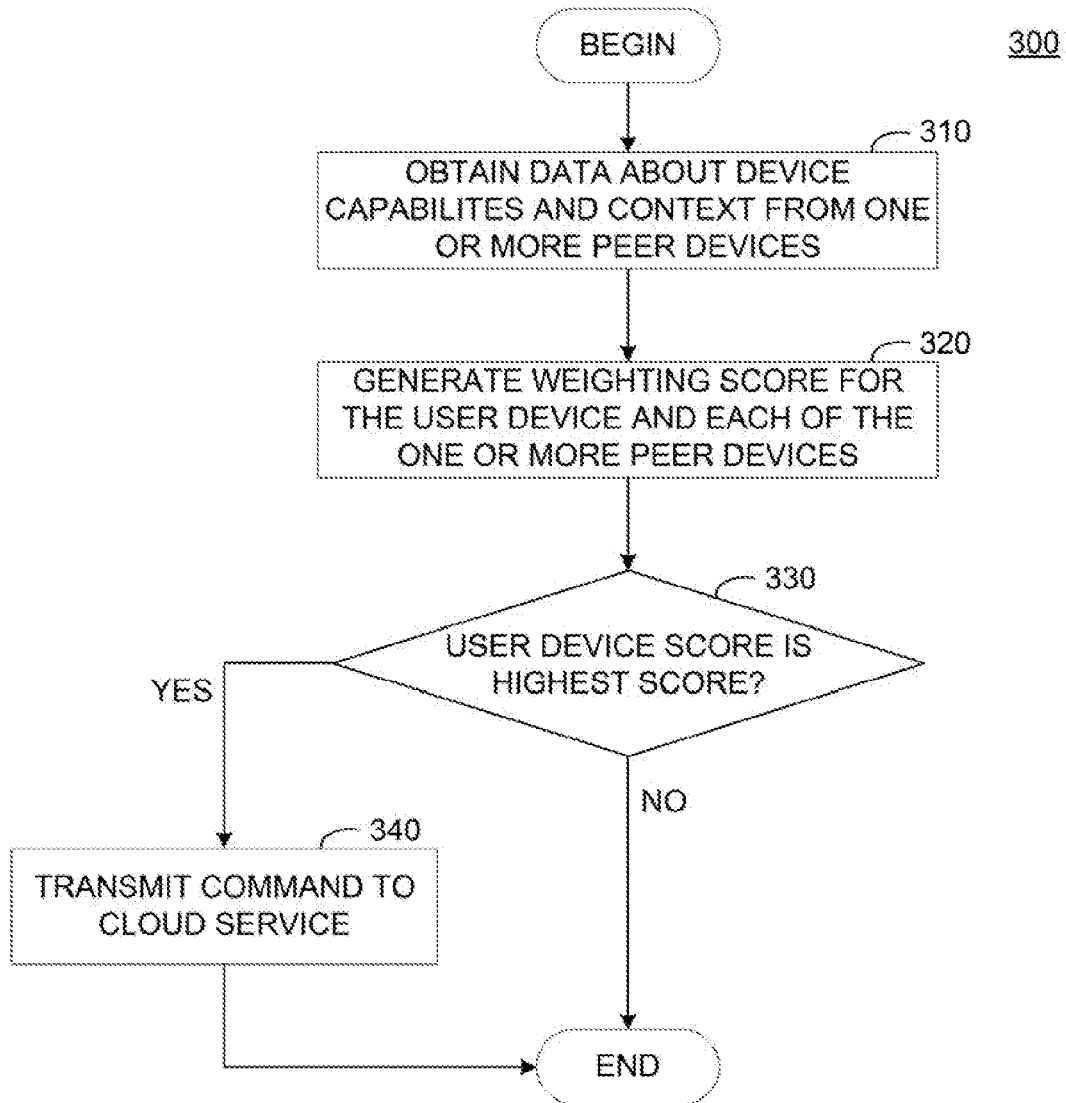 BEGIN
300
310
OBTAIN DATA ABOUT DEVICE
CAPABILITES AND CONTEXT FROM ONE
OR MORE PEER DEVICES
320
GENERATE WEIGHTING SCORE FOR
THE USER DEVICE AND EACH OF THE
ONE OR MORE PEER DEVICES
330
USER DEVICE SCORE IS
HIGHEST SCORE?
YES
NO
340
TRANSMIT COMMAND TO
CLOUD SERVICE
END